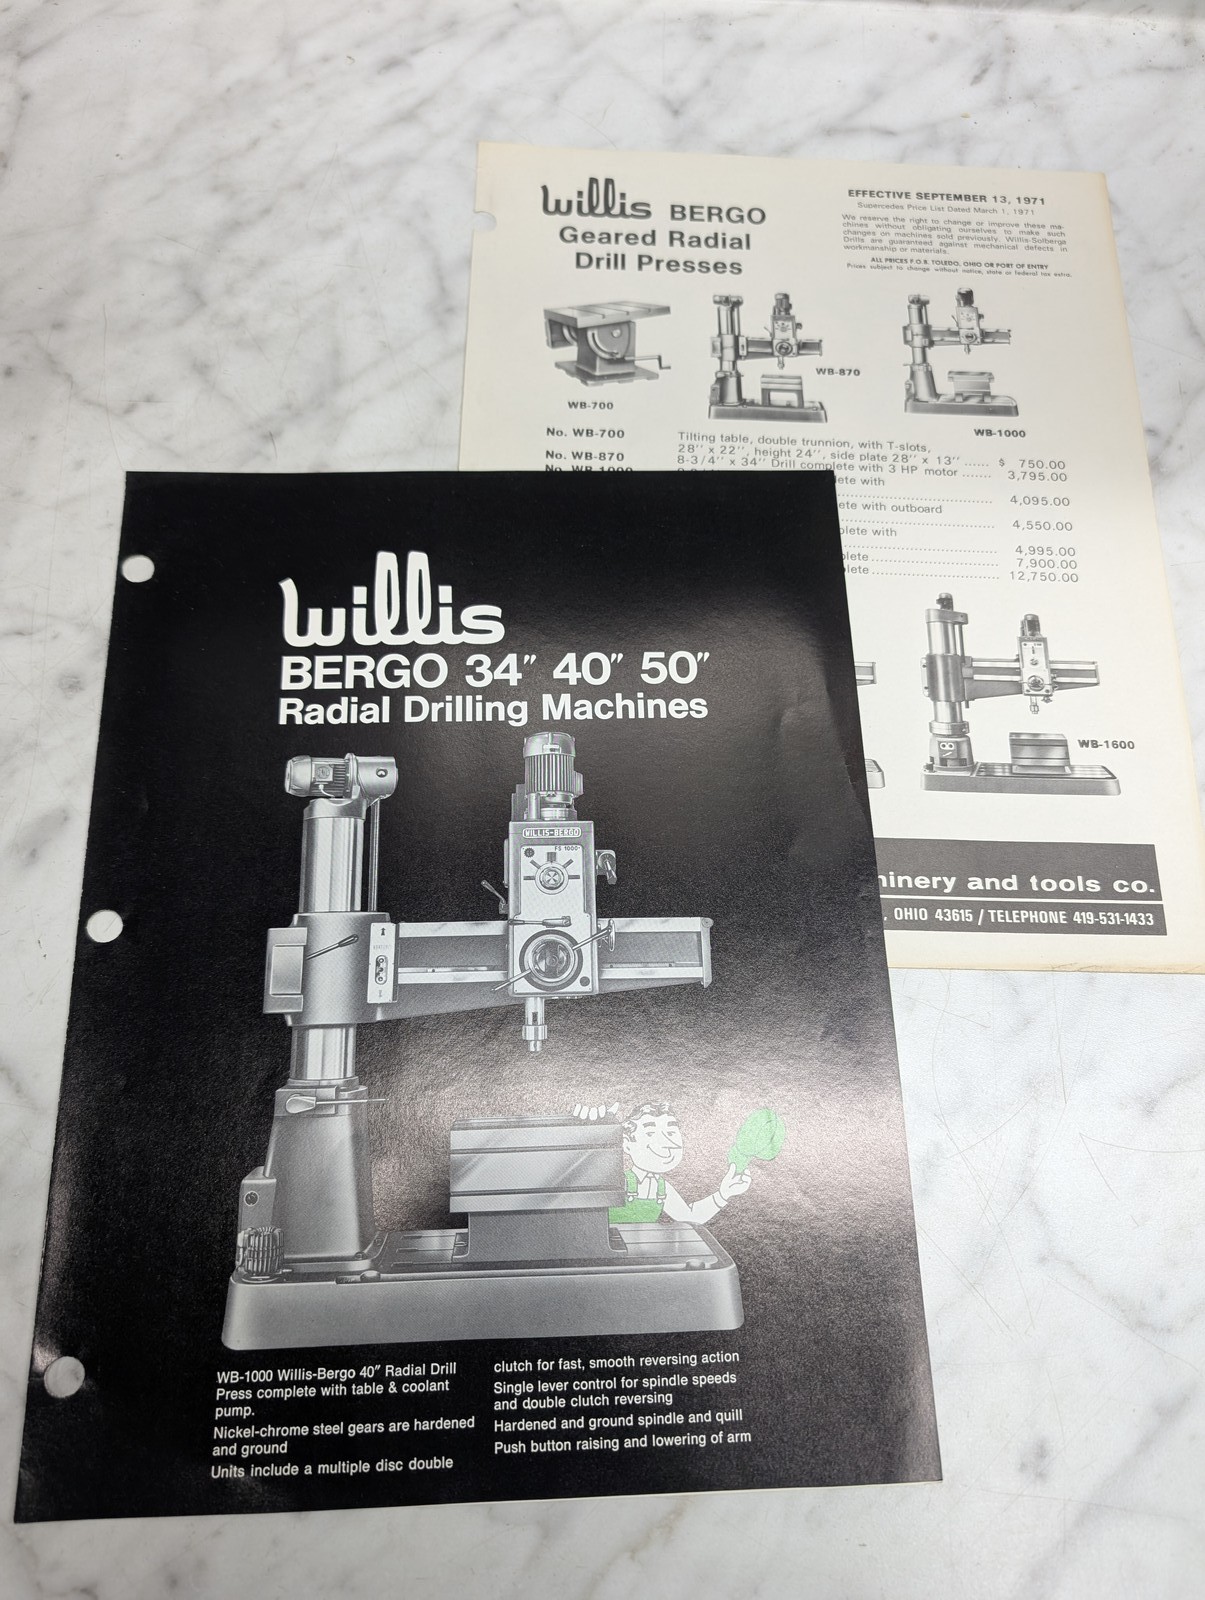 willis BERGO
Geared Radial
Drill Presses
EFFECTIVE SEPTEMBER 13, 1971
Supercedes Price List Dated March 1, 1971
We reserve the right to change or improve these ma-
chines without obligating ourselves to make such
changes on machines sold previously. Willis-Solberga
Drills are guaranteed against mechanical defects in
workmanship or materials.
ALL PRICES F.O.B. TOLEDO, OHIO OR PORT OF ENTRY
Prices subject to change without notice, state or federal tax extra.
WB-700
WB-870
WB-1000
No. WB-700
Tilting table, double trunnion, with T-slots,
28'' x 22'', height 24'', side plate 28'' x 13'' ...... $ 750.00
No. WB-870
8-3/4'' x 34'' Drill complete with 3 HP motor ....... 3,795.00
No. WB-1000
lete with
4,095.00
ete with outboard
4,550.00
plete with
4,995.00
plete 7,900.00
plete 12,750.00
WB-1600
hinery and tools co.
, OHIO 43615 / TELEPHONE 419-531-1433
willis
BERGO 34″ 40″ 50″
Radial Drilling Machines
WILLIS-BERGO
FS 1000
WB-1000 Willis-Bergo 40″ Radial Drill
Press complete with table & coolant
pump.
Nickel-chrome steel gears are hardened
and ground
Units include a multiple disc double
clutch for fast, smooth reversing action
Single lever control for spindle speeds
and double clutch reversing
Hardened and ground spindle and quill
Push button raising and lowering of arm